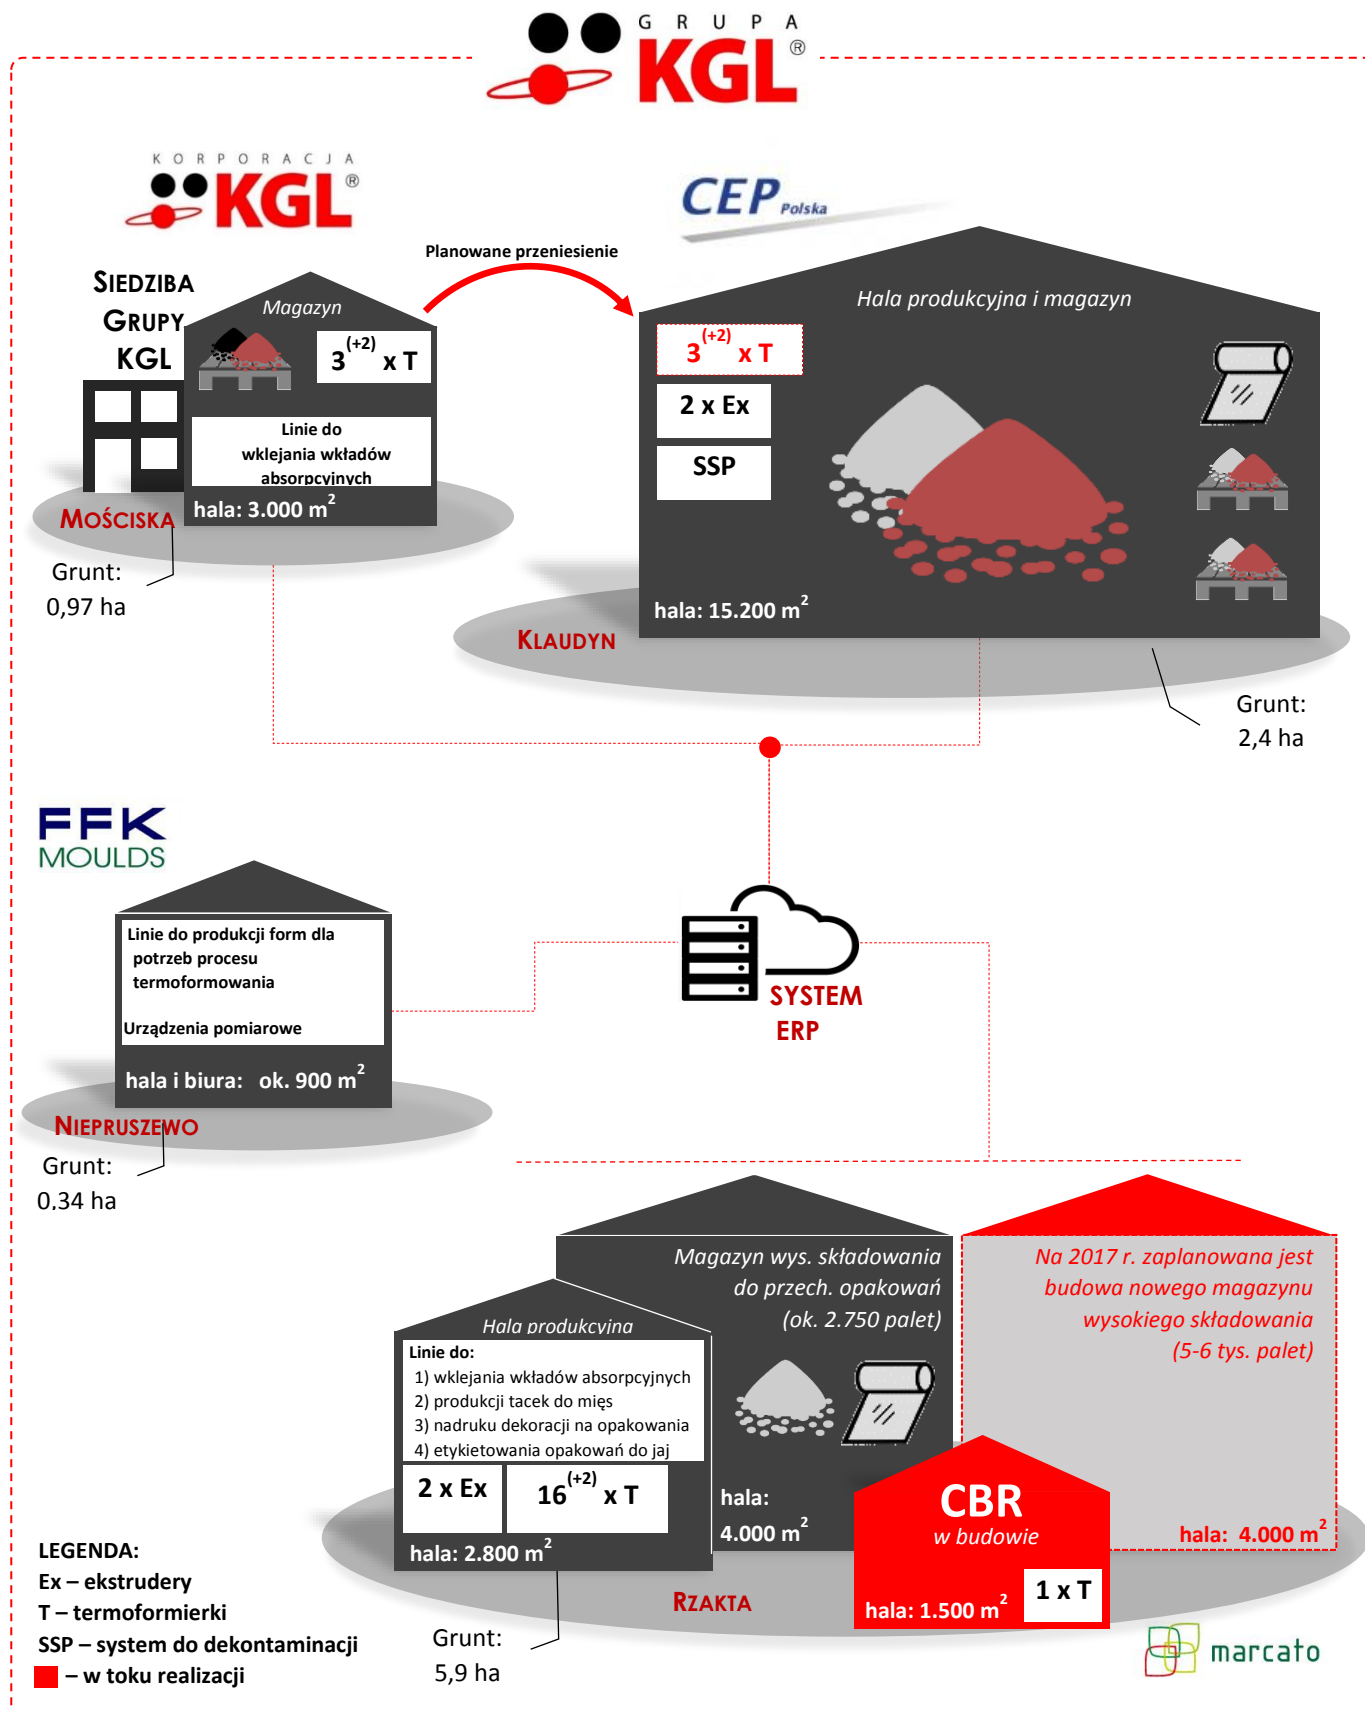 GRUPA
KGL®
KORPORACJA
KGL®
CEP Polska
Planowane przeniesienie
SIEDZIBA
GRUPY
KGL
Magazyn
3(+2) x T
Linie do
wklejania wkładów
absorpcyjnych
hala: 3.000 m2
MOŚCISKA
Grunt:
0,97 ha
Hala produkcyjna i magazyn
3(+2) x T
2 x Ex
SSP
hala: 15.200 m2
KLAUDYN
Grunt:
2,4 ha
FFK
MOULDS
Linie do produkcji form dla
potrzeb procesu
termoformowania
Urządzenia pomiarowe
hala i biura: ok. 900 m2
NIEPRUSZEWO
Grunt:
0,34 ha
SYSTEM
ERP
Magazyn wys. składowania
do przech. opakowań
(ok. 2.750 palet)
hala:
4.000 m2
Na 2017 r. zaplanowana jest
budowa nowego magazynu
wysokiego składowania
(5-6 tys. palet)
hala: 4.000 m2
Hala produkcyjna
Linie do:
1) wklejania wkładów absorpcyjnych
2) produkcji tacek do mięs
3) nadruku dekoracji na opakowania
4) etykietowania opakowań do jaj
2 x Ex
16(+2) x T
hala: 2.800 m2
CBR
w budowie
hala: 1.500 m2
1 x T
RZAKTA
Grunt:
5,9 ha
marcato
LEGENDA:
Ex – ekstrudery
T – termoformierki
SSP – system do dekontaminacji
– w toku realizacji